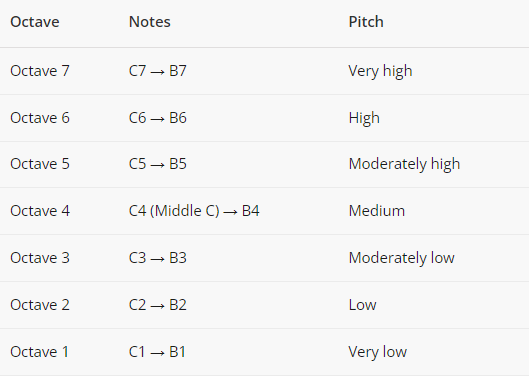 Octave Notes Pitch
Octave 7 C7 → B7 Very high
Octave 6 C6 → B6 High
Octave 5 C5 → B5 Moderately high
Octave 4 C4 (Middle C) → B4 Medium
Octave 3 C3 → B3 Moderately low
Octave 2 C2 → B2 Low
Octave 1 C1 → B1 Very low